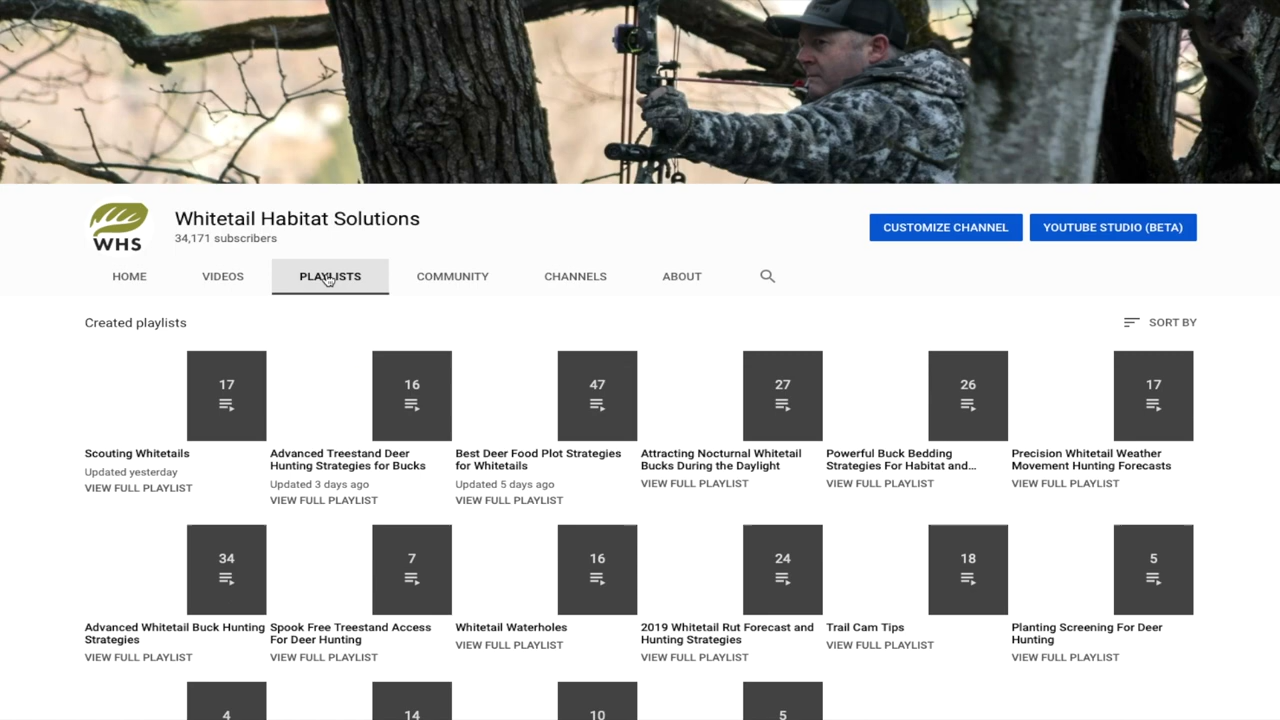 WHS
Whitetail Habitat Solutions
34,171 subscribers
CUSTOMIZE CHANNEL
YOUTUBE STUDIO (BETA)
HOME
VIDEOS
PLAYLISTS
COMMUNITY
CHANNELS
ABOUT
Created playlists
SORT BY
17
16
47
27
26
17
Scouting Whitetails
Updated yesterday
VIEW FULL PLAYLIST
Advanced Treestand Deer
Hunting Strategies for Bucks
Updated 3 days ago
VIEW FULL PLAYLIST
Best Deer Food Plot Strategies
for Whitetails
Updated 5 days ago
VIEW FULL PLAYLIST
Attracting Nocturnal Whitetail
Bucks During the Daylight
VIEW FULL PLAYLIST
Powerful Buck Bedding
Strategies For Habitat and...
VIEW FULL PLAYLIST
Precision Whitetail Weather
Movement Hunting Forecasts
VIEW FULL PLAYLIST
34
7
16
24
18
5
Advanced Whitetail Buck Hunting
Strategies
VIEW FULL PLAYLIST
Spook Free Treestand Access
For Deer Hunting
VIEW FULL PLAYLIST
Whitetail Waterholes
VIEW FULL PLAYLIST
2019 Whitetail Rut Forecast and
Hunting Strategies
VIEW FULL PLAYLIST
Trail Cam Tips
VIEW FULL PLAYLIST
Planting Screening For Deer
Hunting
VIEW FULL PLAYLIST
4
14
10
5